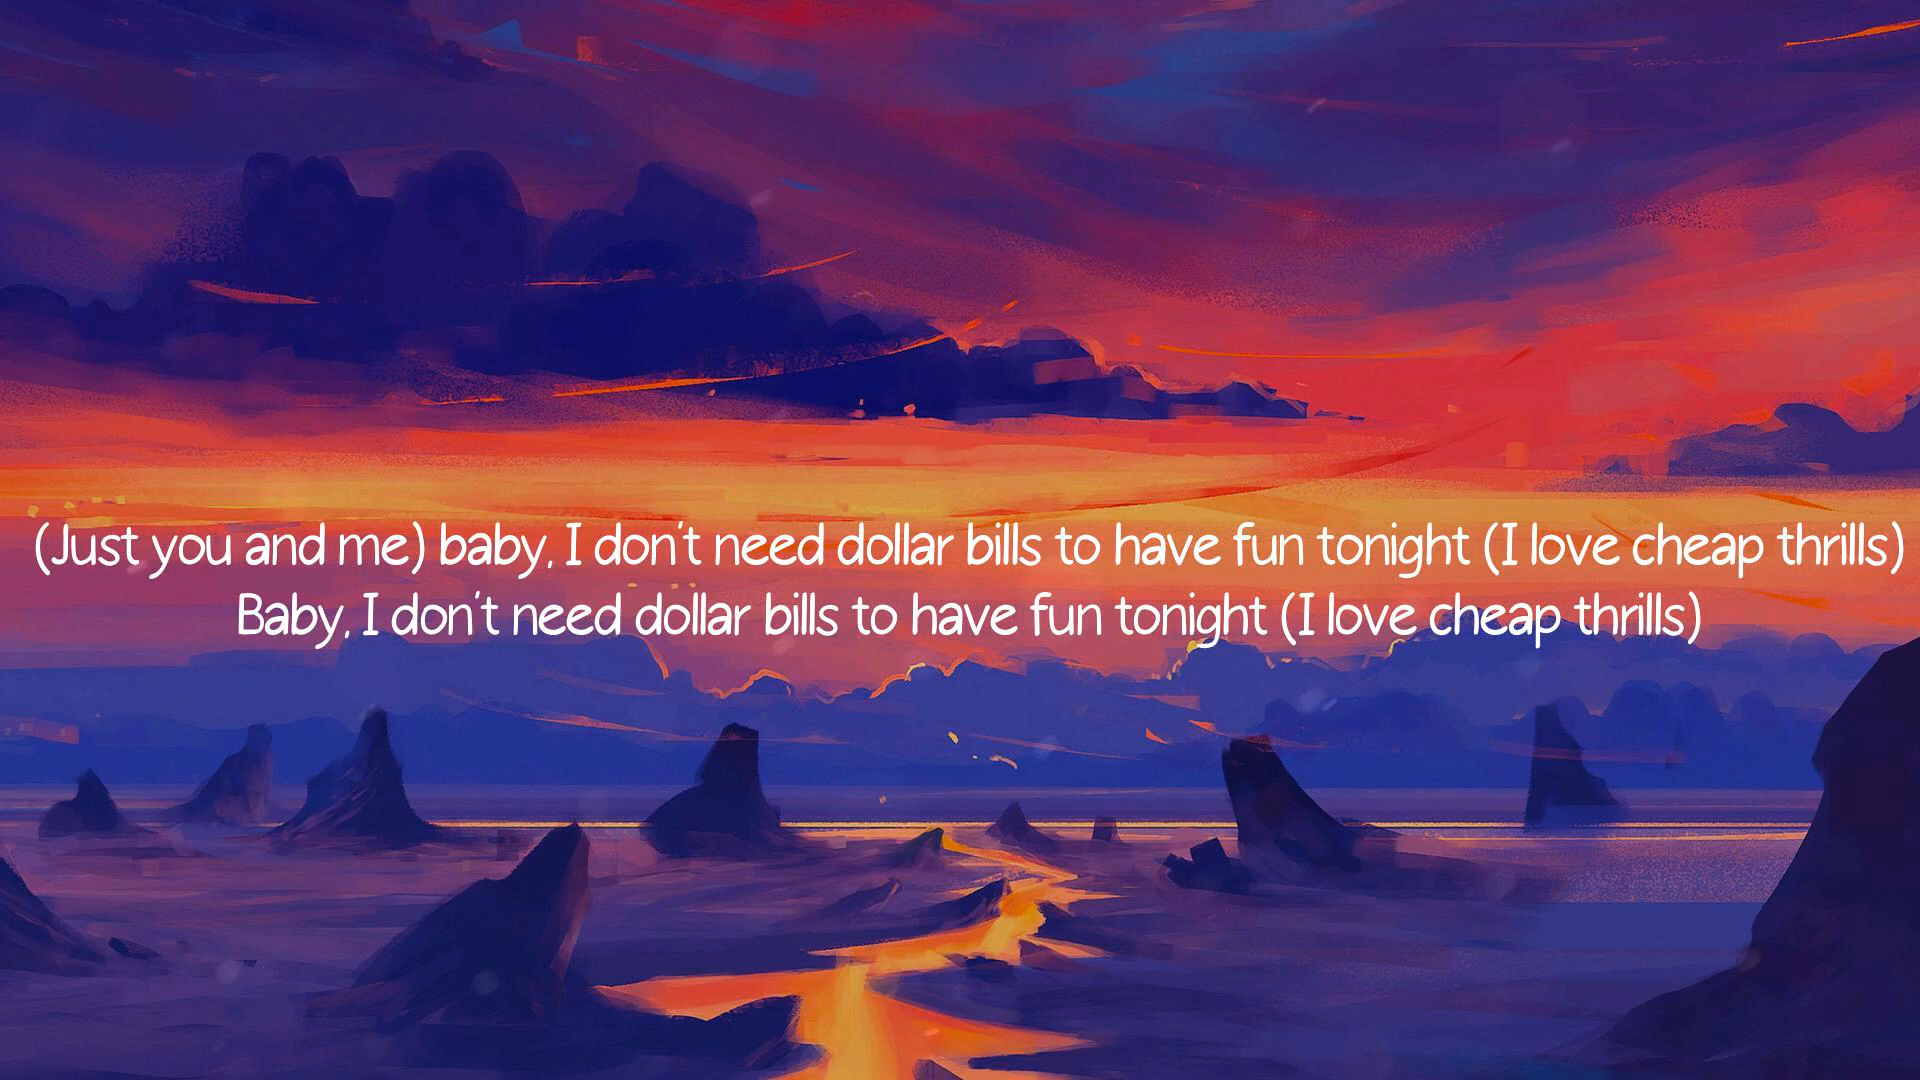 (Just you and me) baby, I don't need dollar bills to have fun tonight (I love cheap thrills)
Baby, I don't need dollar bills to have fun tonight (I love cheap thrills)